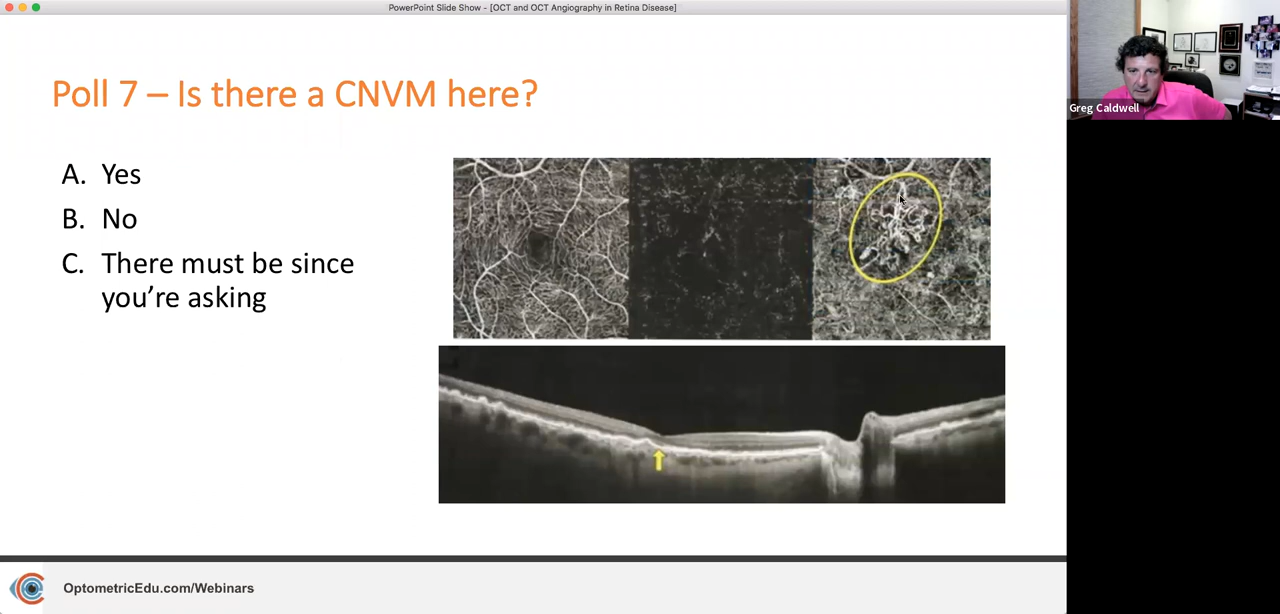 PowerPoint Slide Show - [OCT and OCT Angiography in Retina Disease]
Poll 7 – Is there a CNVM here?
A. Yes
B. No
C. There must be since
you're asking
Greg Caldwell
OptometricEdu.com/Webinars